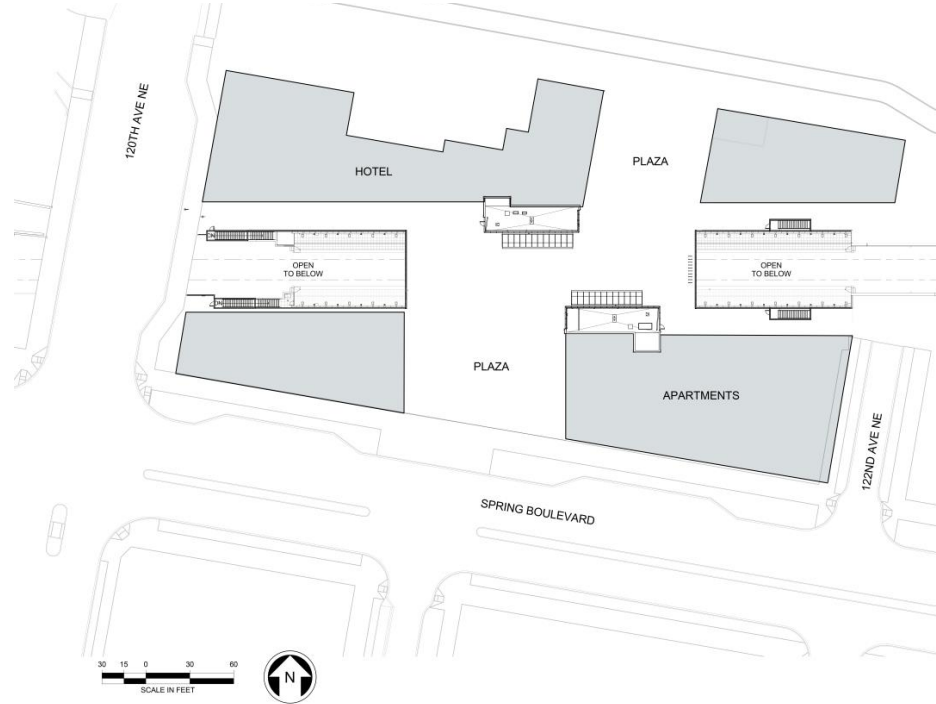 120TH AVE NE
HOTEL
PLAZA
OPEN
TO BELOW
OPEN
TO BELOW
PLAZA
APARTMENTS
122ND AVE NE
SPRING BOULEVARD
30 15 0 30 60
SCALE IN FEET
N